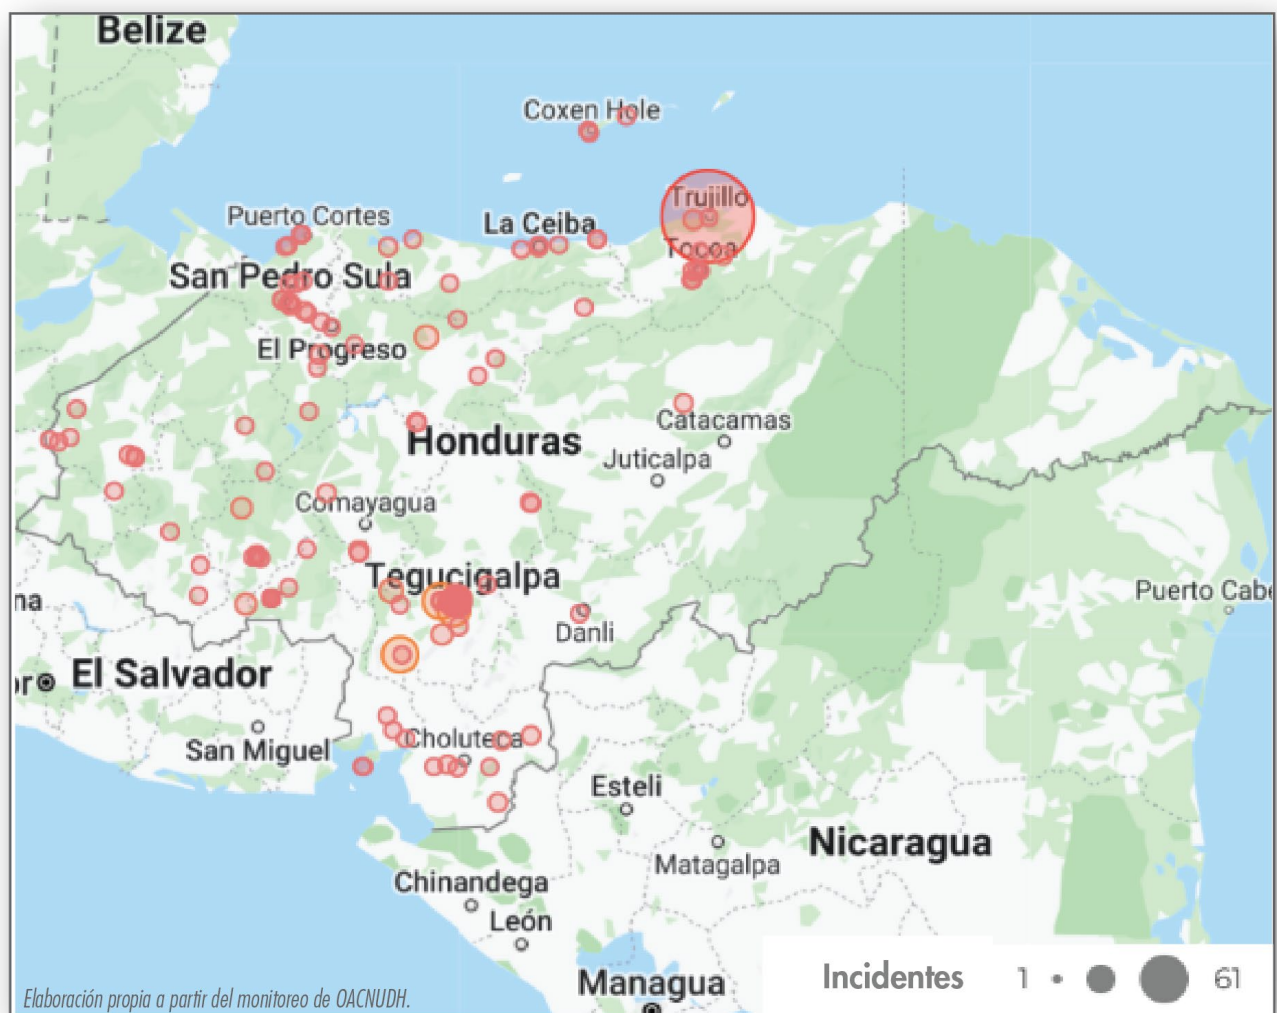 Belize
Coxen Hole
Trujillo
Puerto Cortes
La Ceiba
Tocoa
San Pedro Sula
El Progreso
Catacamas
Honduras
Juticalpa
Comayagua
Tegucigalpa
Puerto Cabe
na
Danli
El Salvador
or
Choluteca
San Miguel
Esteli
Nicaragua
Matagalpa
Chinandega
León
Incidentes 1 61
Managua
Elaboración propia a partir del monitoreo de OACNUDH.